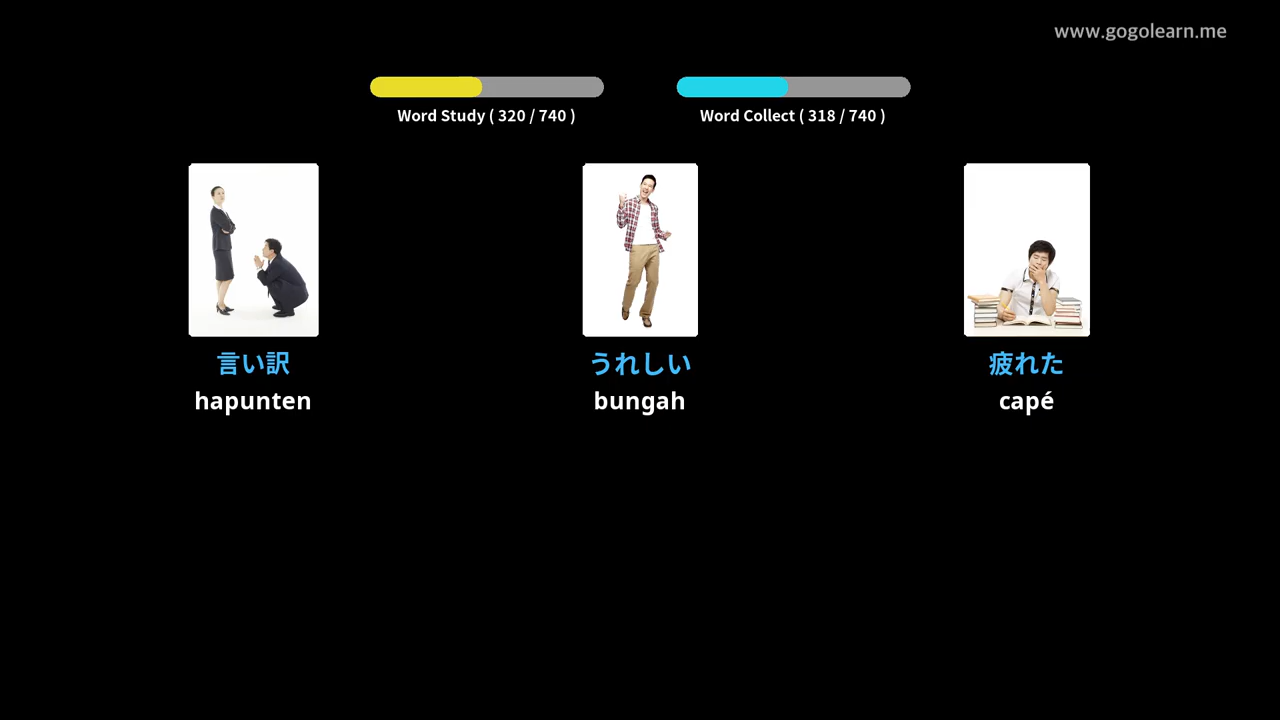 www.gogolearn.me
Word Study ( 320 / 740 )
Word Collect ( 318 / 740 )
言い訳
うれしい
疲れた
hapunten
bungah
capé